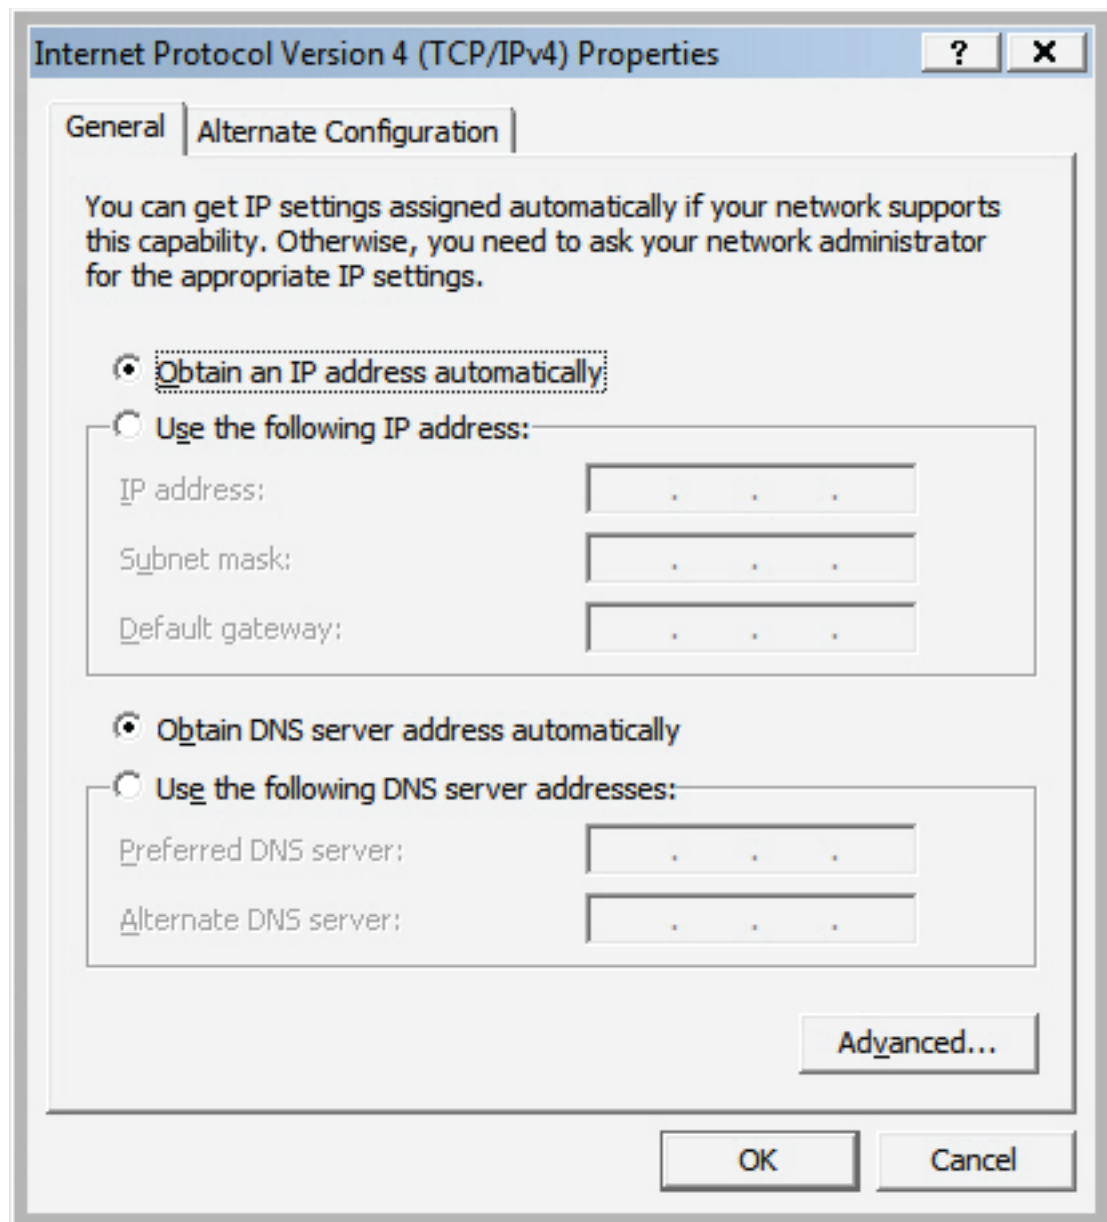 Internet Protocol Version 4 (TCP/IPv4) Properties
?
x
General
Alternate Configuration
You can get IP settings assigned automatically if your network supports
this capability. Otherwise, you need to ask your network administrator
for the appropriate IP settings.
Obtain an IP address automatically
Use the following IP address:
IP address:
. . .
Subnet mask:
. . .
Default gateway:
. . .
Obtain DNS server address automatically
Use the following DNS server addresses:
Preferred DNS server:
. . .
Alternate DNS server:
. . .
Advanced...
OK
Cancel